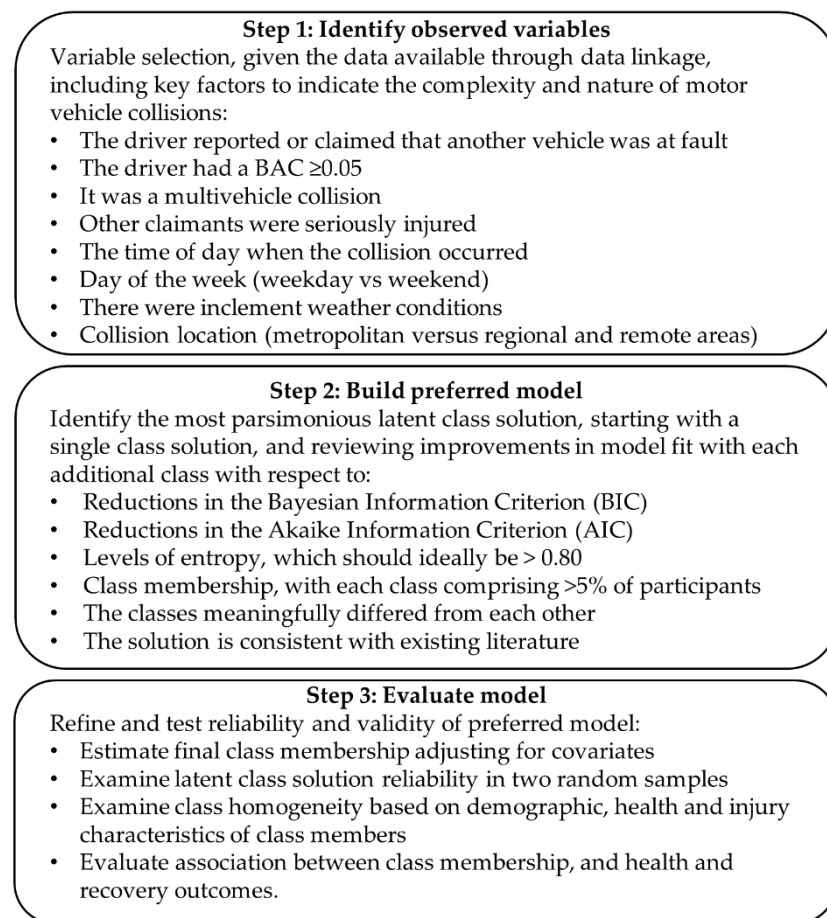 Step 1: Identify observed variables
Variable selection, given the data available through data linkage,
including key factors to indicate the complexity and nature of motor
vehicle collisions:
• The driver reported or claimed that another vehicle was at fault
• The driver had a BAC ≥0.05
• It was a multivehicle collision
• Other claimants were seriously injured
• The time of day when the collision occurred
• Day of the week (weekday vs weekend)
• There were inclement weather conditions
• Collision location (metropolitan versus regional and remote areas)
Step 2: Build preferred model
Identify the most parsimonious latent class solution, starting with a
single class solution, and reviewing improvements in model fit with each
additional class with respect to:
• Reductions in the Bayesian Information Criterion (BIC)
• Reductions in the Akaike Information Criterion (AIC)
• Levels of entropy, which should ideally be > 0.80
• Class membership, with each class comprising >5% of participants
• The classes meaningfully differed from each other
• The solution is consistent with existing literature
Step 3: Evaluate model
Refine and test reliability and validity of preferred model:
• Estimate final class membership adjusting for covariates
• Examine latent class solution reliability in two random samples
• Examine class homogeneity based on demographic, health and injury
characteristics of class members
• Evaluate association between class membership, and health and
recovery outcomes.